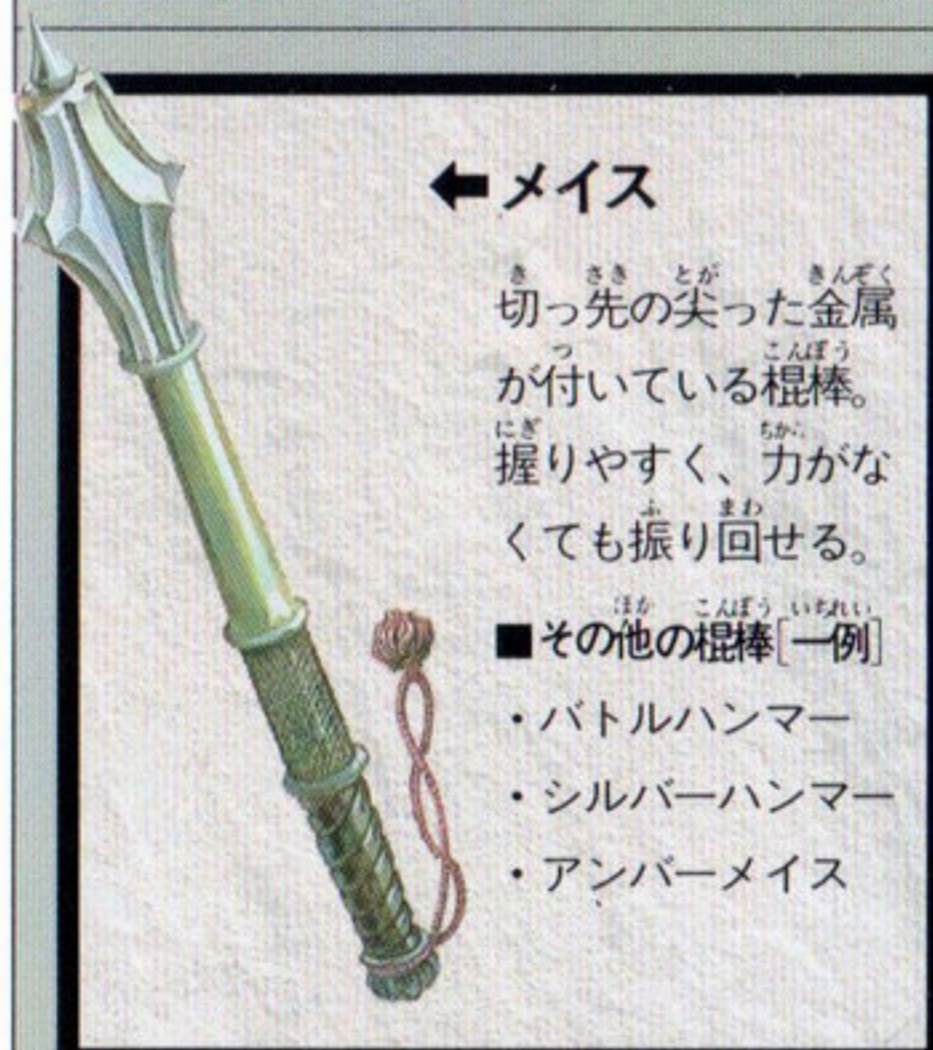 ←メイス
切っ先の尖った金属
が付いている棍棒。
握りやすく、力がな
くても振り回せる。
■その他の棍棒［一例］
・バトルハンマー
・シルバーハンマー
・アンバーメイス